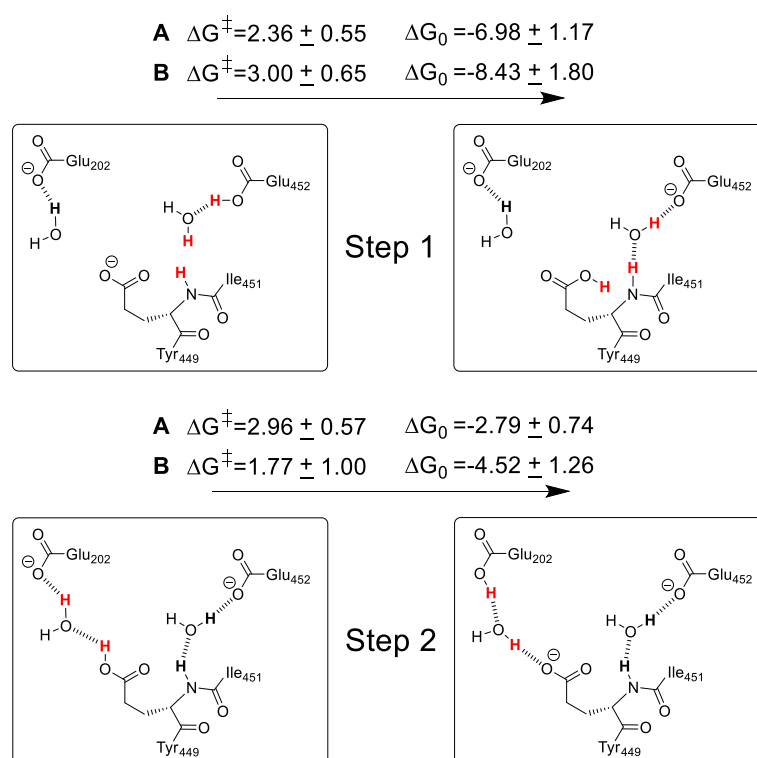 A ΔG‡=2.36 ± 0.55 ΔG₀=-6.98 ± 1.17
B ΔG‡=3.00 ± 0.65 ΔG₀=-8.43 ± 1.80
O
Glu₂₀₂
⊖
O
H
H O
O
Glu₄₅₂
H O
O
H
H
⊖
O O
N
Ile₄₅₁
O
O
Tyr₄₄₉
Step 1
O
Glu₂₀₂
⊖
O
H
H O
O
Glu₄₅₂
⊖
O
H
H O
H
O O
H
N
Ile₄₅₁
O
O
Tyr₄₄₉
A ΔG‡=2.96 ± 0.57 ΔG₀=-2.79 ± 0.74
B ΔG‡=1.77 ± 1.00 ΔG₀=-4.52 ± 1.26
O
Glu₂₀₂
⊖
O
H
H O
H
O O
O
Glu₄₅₂
⊖
O
H
H O
H
N
Ile₄₅₁
O
O
Tyr₄₄₉
Step 2
O
Glu₂₀₂
O
H
H O
H
⊖
O O
O
Glu₄₅₂
⊖
O
H
H O
H
N
Ile₄₅₁
O
O
Tyr₄₄₉